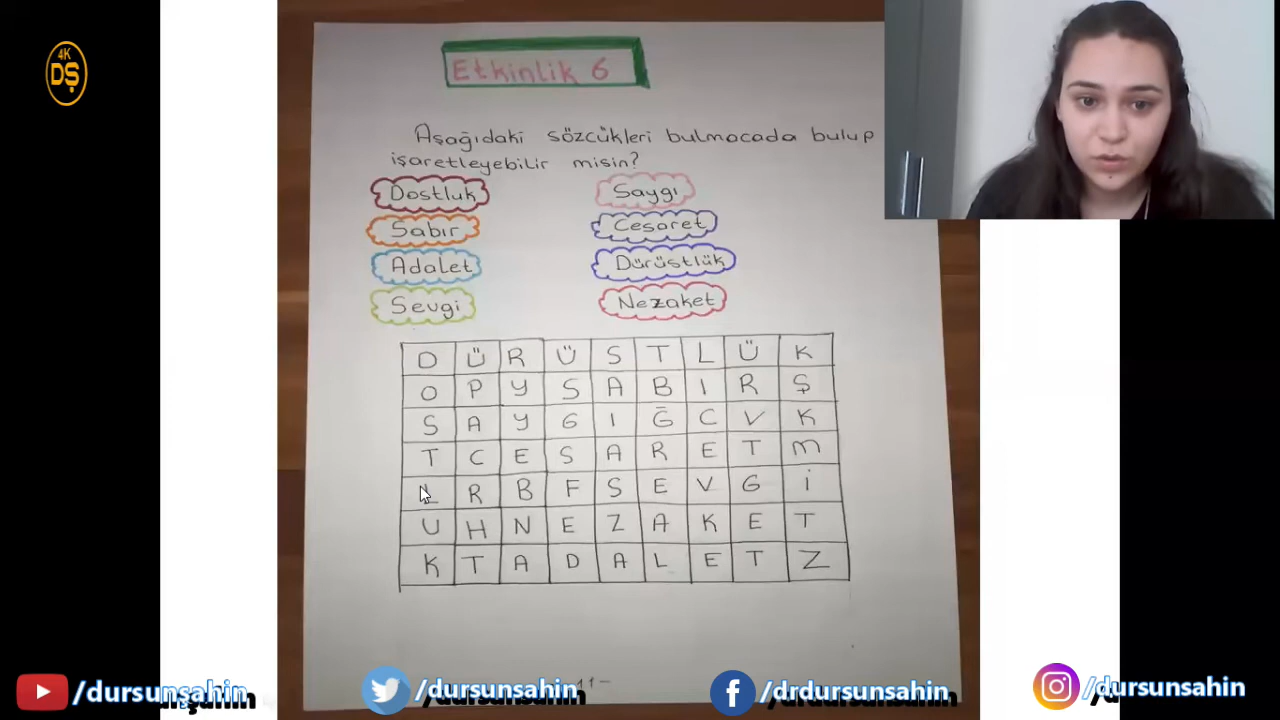 4K
DŞ
Etkinlik 6
Aşağıdaki sözcükleri bulmacada bulup
işaretleyebilir misin?
Dostluk Saygı
Sabır Cesaret
Adalet Dürüstlük
Sevgi Nezaket
D Ü R Ü S T L Ü K
O P Y S A B I R Ş
S A Y G I Ğ C V K
T C E S A R E T M
L R B F S E V G İ
U H N E Z A K E T
K T A D A L E T Z
11-
/dursunşahin /dursunsahin /drdursunsahin /dursunsahin